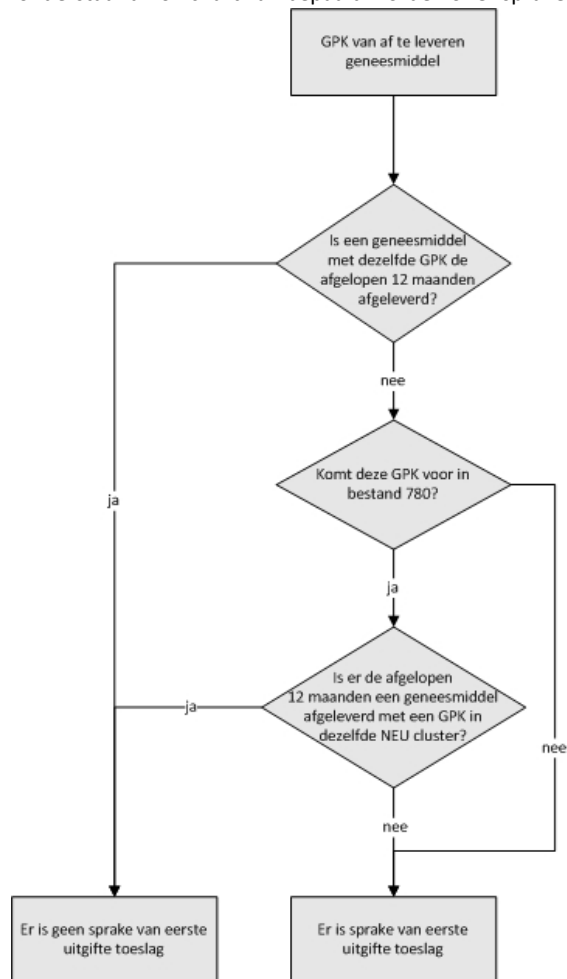 GPK van af te leveren
geneesmiddel
Is een geneesmiddel
met dezelfde GPK de
afgelopen 12 maanden
afgeleverd?
nee
Komt deze GPK voor in
bestand 780?
ja
ja
Is er de afgelopen
12 maanden een geneesmiddel
afgeleverd met een GPK in
dezelfde NEU cluster?
ja
nee
nee
Er is geen sprake van eerste
uitgifte toeslag
Er is sprake van eerste
uitgifte toeslag